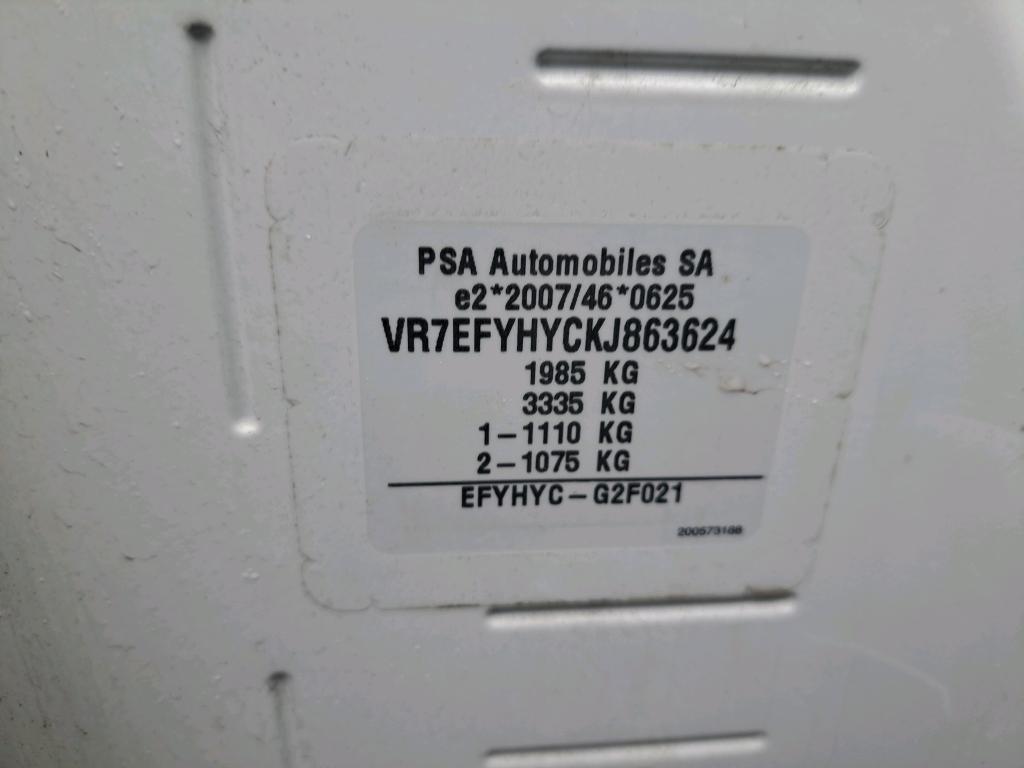 PSA Automobiles SA
e2*2007/46*0625
VR7EFYHYCKJ863624
1985 KG
3335 KG
1-1110 KG
2-1075 KG
EFYHYC-G2F021
200573188